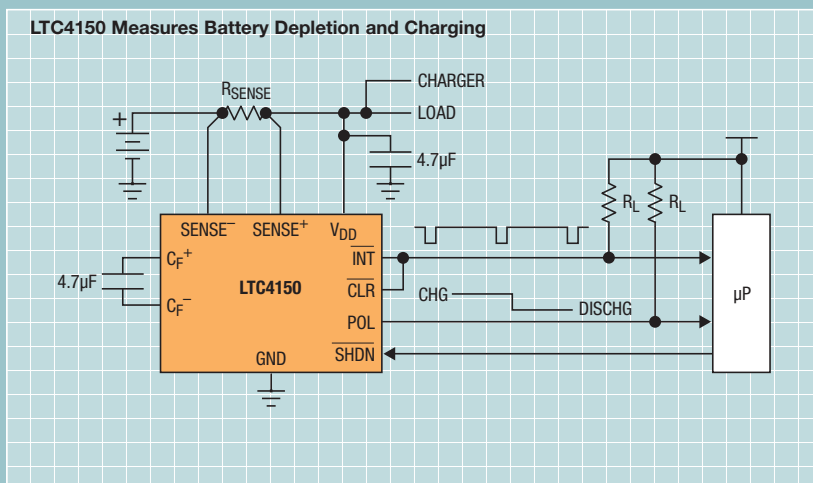 LTC4150 Measures Battery Depletion and Charging
RSENSE
CHARGER
LOAD
+
4.7µF
RL
RL
SENSE–
SENSE+
VDD
CF+
INT
4.7µF
LTC4150
CLR
µP
CF–
CHG
DISCHG
POL
GND
SHDN